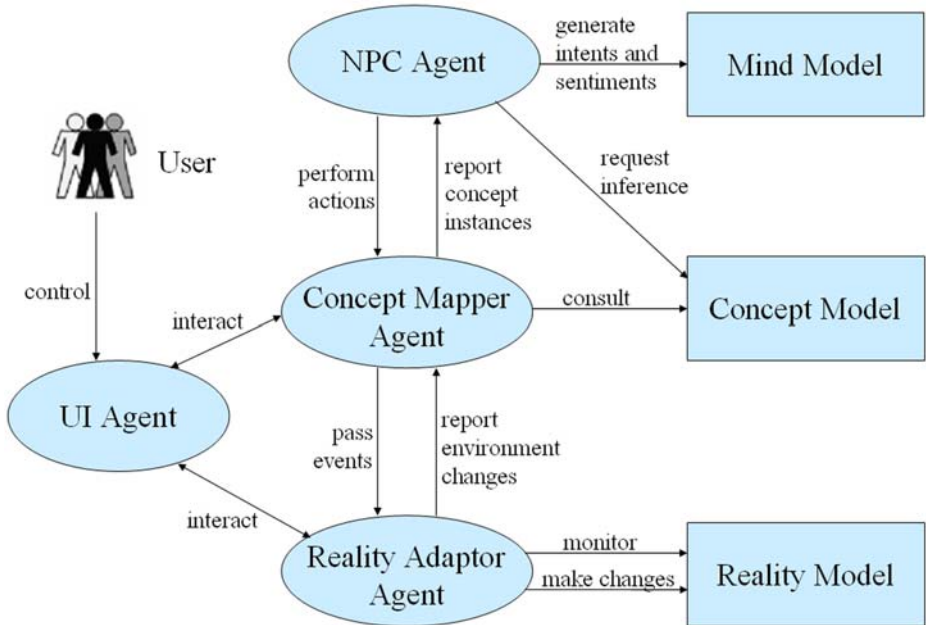 generate
intents and
sentiments
NPC Agent
Mind Model
User
perform
actions
report
concept
instances
request
inference
control
interact
Concept Mapper
Agent
consult
Concept Model
UI Agent
pass
events
report
environment
changes
interact
Reality Adaptor
Agent
monitor
make changes
Reality Model